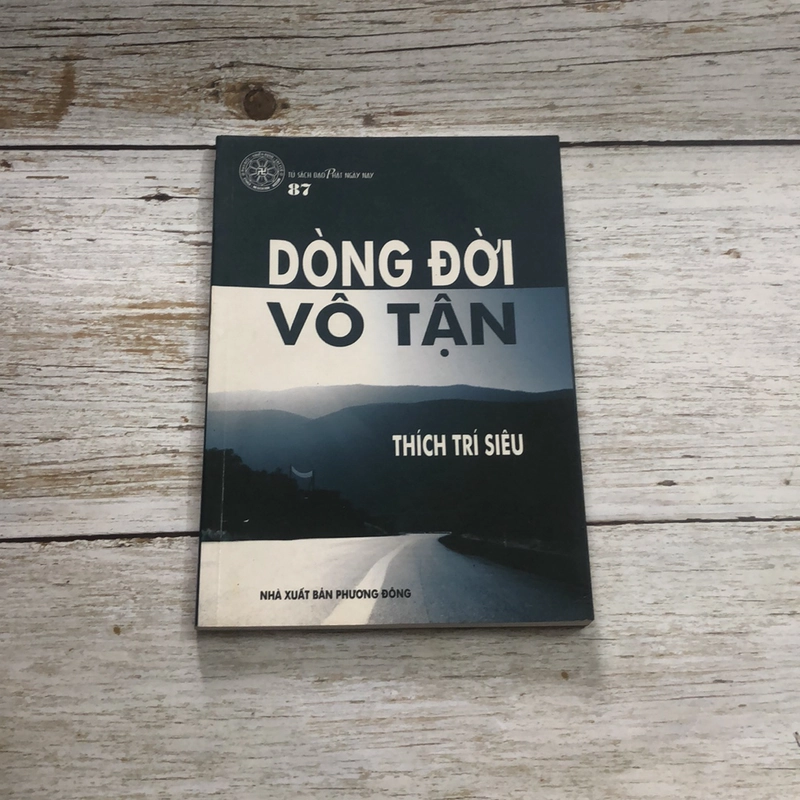 TỦ SÁCH ĐẠO PHẬT NGÀY NAY
87
DÒNG ĐỜI
VÔ TẬN
THÍCH TRÍ SIÊU
NHÀ XUẤT BẢN PHƯƠNG ĐÔNG